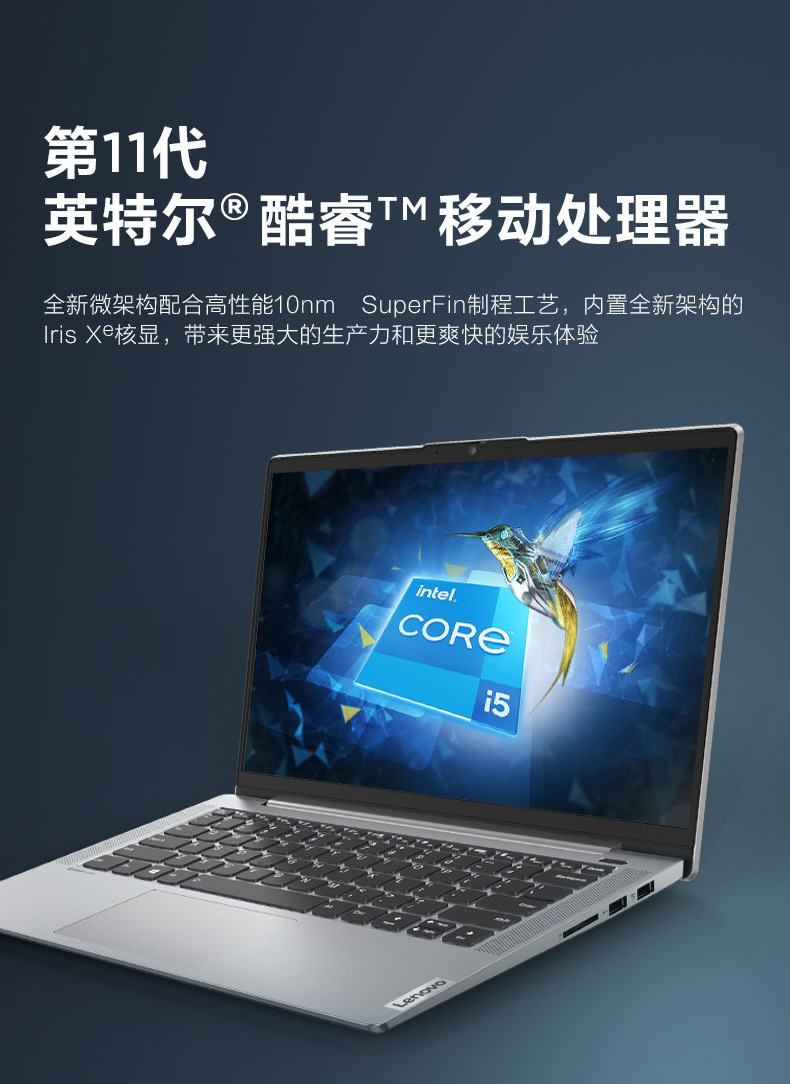 第11代
英特尔®酷睿™移动处理器
全新微架构配合高性能10nm SuperFin制程工艺，内置全新架构的
Iris Xᵉ核显，带来更强大的生产力和更爽快的娱乐体验
intel.
CORe
i5
Lenovo